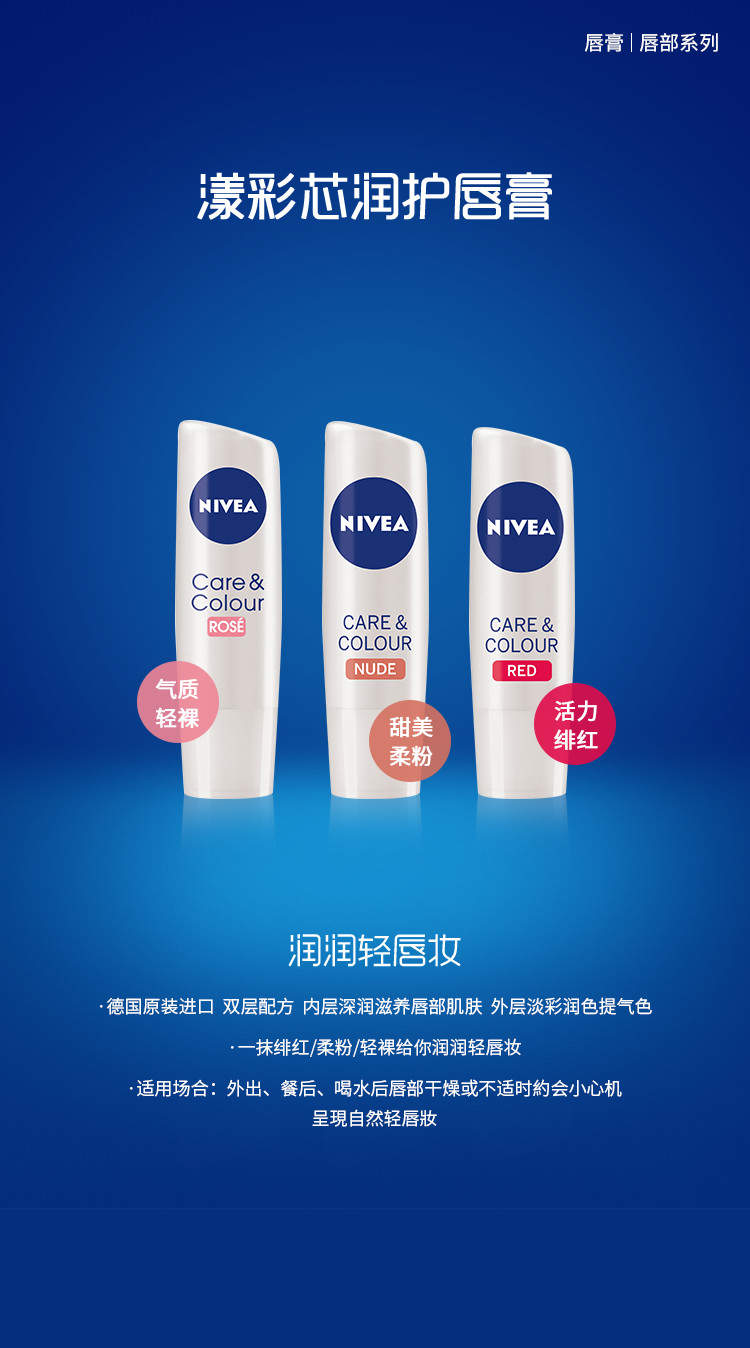 唇膏|唇部系列
漾彩芯润护唇膏
NIVEA
Care &
Colour
ROSÉ
气质
轻裸
NIVEA
CARE &
COLOUR
NUDE
甜美
柔粉
NIVEA
CARE &
COLOUR
RED
活力
绯红
润润轻唇妆
·德国原装进口 双层配方 内层深润滋养唇部肌肤 外层淡彩润色提气色
·一抹绯红/柔粉/轻裸给你润润轻唇妆
·适用场合：外出、餐后、喝水后唇部干燥或不适时約会小心机
呈現自然轻唇妝